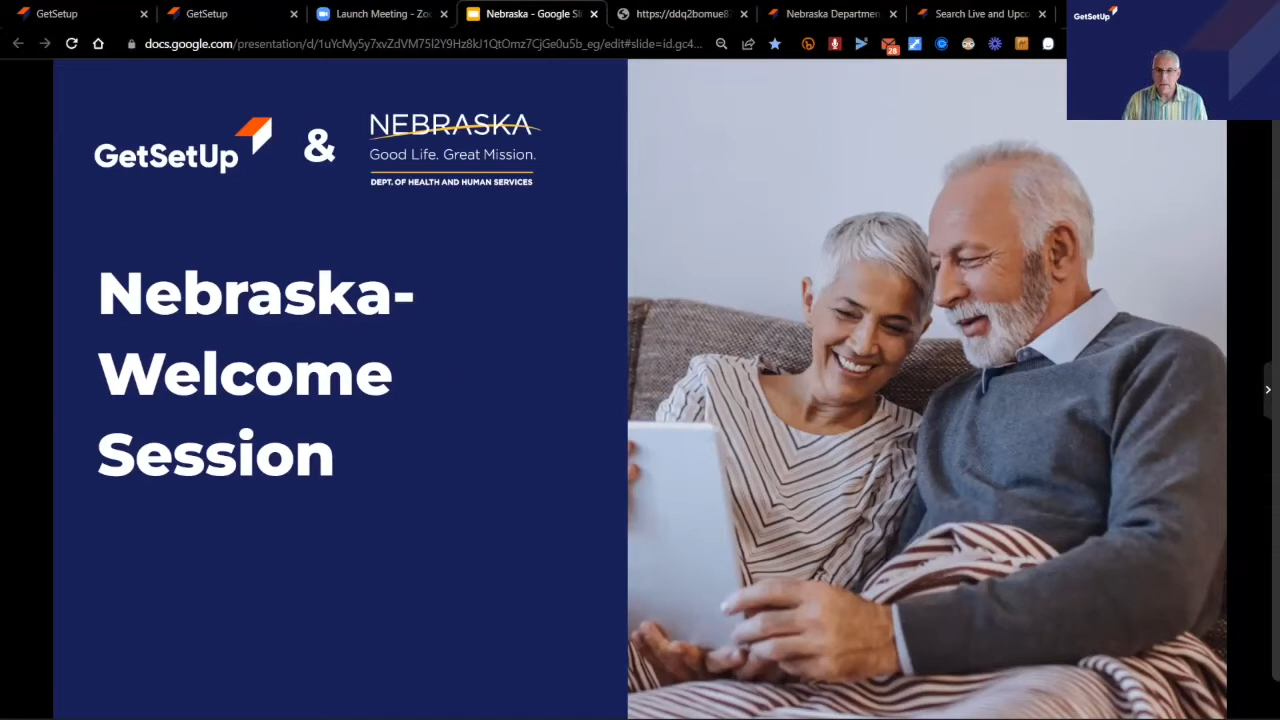 GetSetUp
GetSetUp
Launch Meeting - Zo
Nebraska - Google Sl
https://ddq2bomue8
Nebraska Departmen
Search Live and Upco
docs.google.com/presentation/d/1uYcMy5y7xvZdVM75l2Y9Hz8kJ1QtOmz7CjGe0u5b_eg/edit#slide=id.gc4...
28
GetSetUp
GetSetUp
&
NEBRASKA
Good Life. Great Mission.
DEPT. OF HEALTH AND HUMAN SERVICES
Nebraska-
Welcome
Session